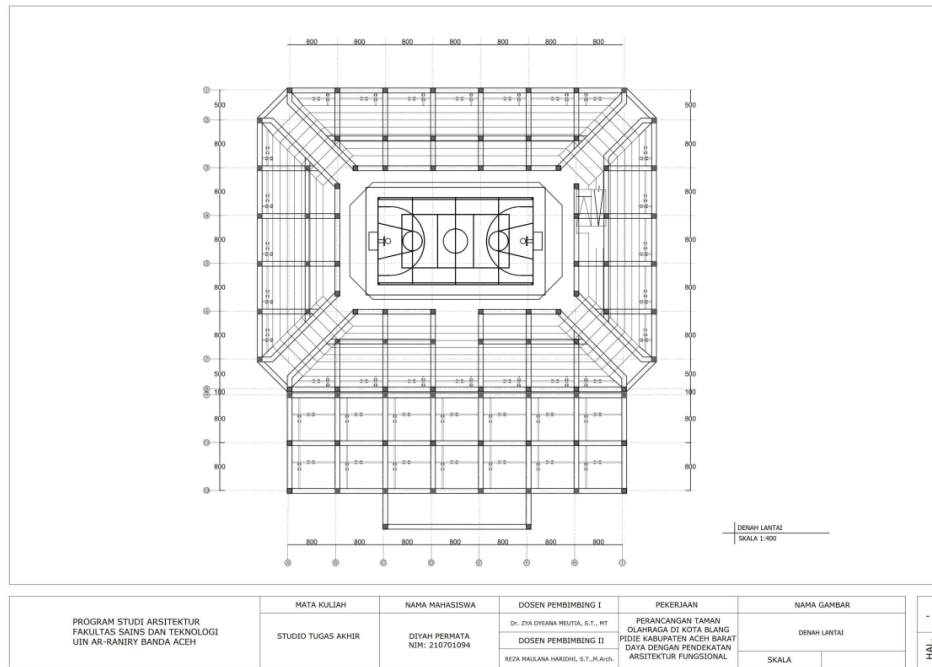 800 800 800 800 800 800 800
500 500
800 800
800 800
800 800
800 800
800 800
500 500
100 100
800 800
800 800
800 800 800 800 800 800 800
DENAH LANTAI
SKALA 1:400
PROGRAM STUDI ARSITEKTUR
FAKULTAS SAINS DAN TEKNOLOGI
UIN AR-RANIRY BANDA ACEH
MATA KULIAH
STUDIO TUGAS AKHIR
NAMA MAHASISWA
DIYAH PERMATA
NIM: 210701094
DOSEN PEMBIMBING I
Dr. ZYA DYEANA MEUTIA, S.T., MT
DOSEN PEMBIMBING II
REZA MAULANA HARIDHI, S.T.,M.Arch.
PEKERJAAN
PERANCANGAN TAMAN
OLAHRAGA DI KOTA BLANG
PIDIE KABUPATEN ACEH BARAT
DAYA DENGAN PENDEKATAN
ARSITEKTUR FUNGSIONAL
NAMA GAMBAR
DENAH LANTAI
SKALA
HAL